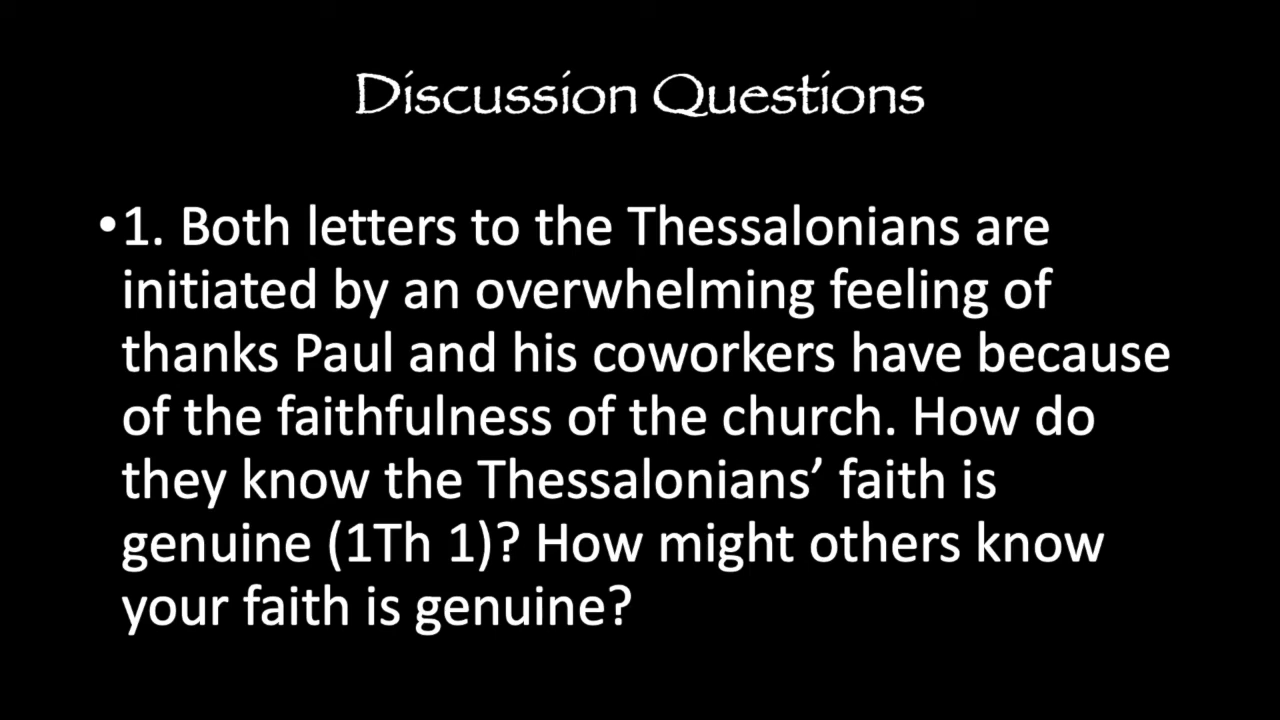 Discussion Questions
•1. Both letters to the Thessalonians are
initiated by an overwhelming feeling of
thanks Paul and his coworkers have because
of the faithfulness of the church. How do
they know the Thessalonians’ faith is
genuine (1Th 1)? How might others know
your faith is genuine?